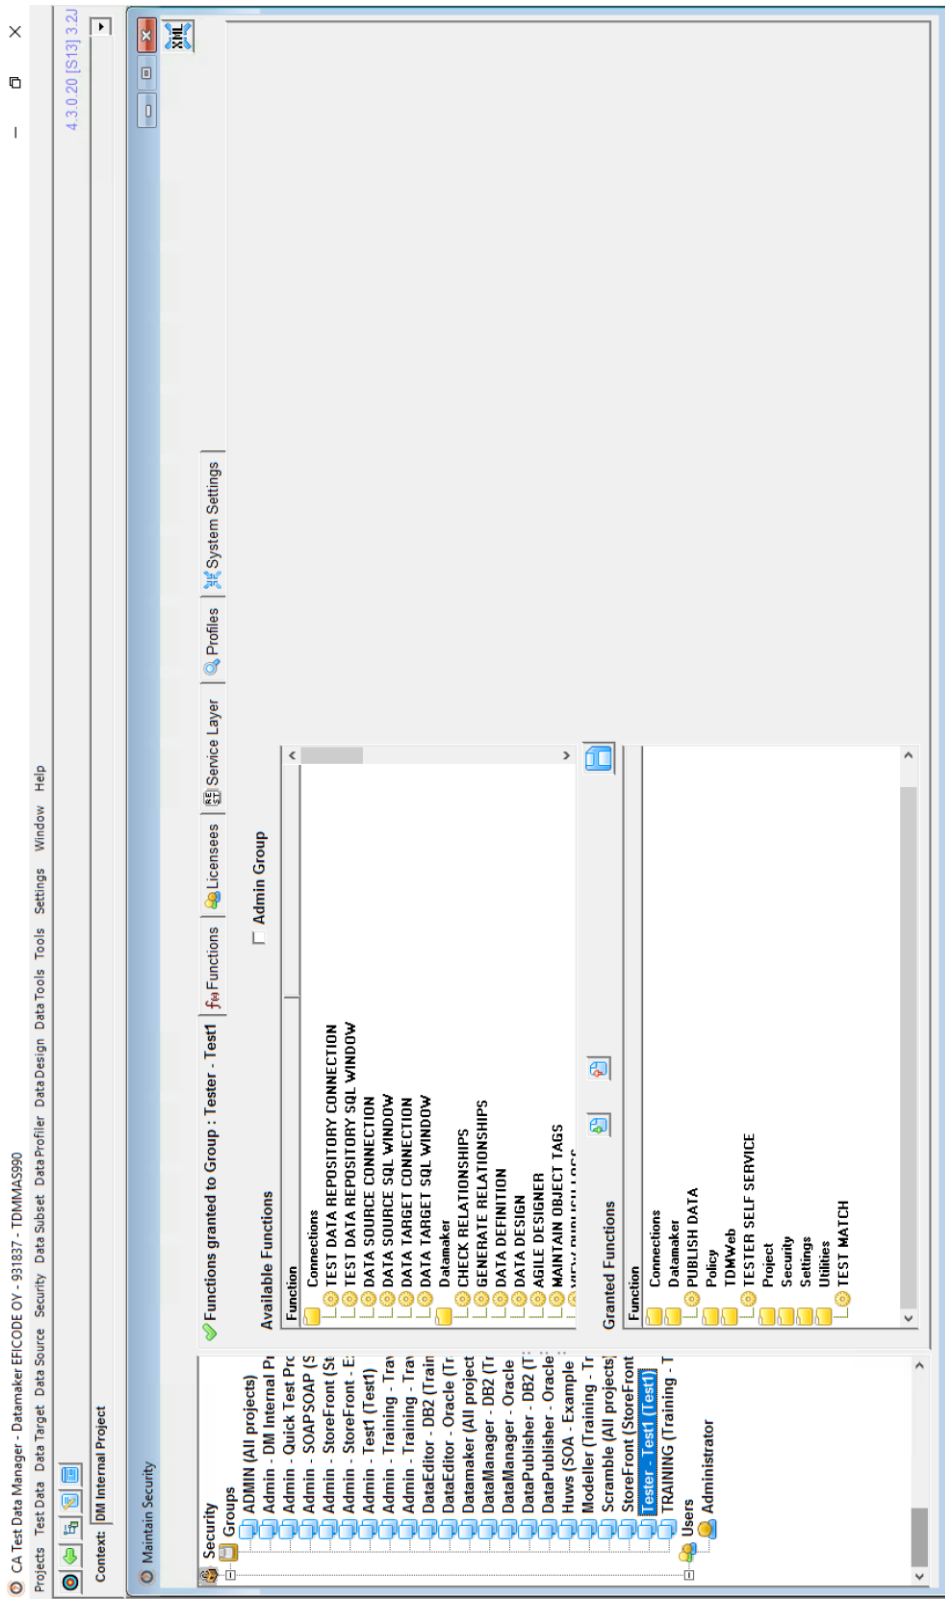 CA Test Data Manager - Datamaker EFICODE OY - 931837 - TDMMAS990
Projects Test Data Data Target Data Source Security Data Subset Data Profiler Data Design Data Tools Tools Settings Window Help
4.3.0.20 [S13] 3.2J
Context: DM Internal Project
Maintain Security
XML
Security
Groups
ADMIN (All projects)
Admin - DM Internal Pr
Admin - Quick Test Prc
Admin - SOAPSOAP (S
Admin - StoreFront (St
Admin - StoreFront - E:
Admin - Test1 (Test1)
Admin - Training - Trav
Admin - Training - Trav
DataEditor - DB2 (Train
DataEditor - Oracle (Tr.
Datamaker (All project
DataManager - DB2 (Tr
DataManager - Oracle
DataPublisher - DB2 (T:
DataPublisher - Oracle
Huws (SOA - Example
Modeller (Training - Tr
Scramble (All projects)
StoreFront (StoreFront
Tester - Test1 (Test1)
TRAINING (Training - T
Users
Administrator
Functions granted to Group : Tester - Test1
f(x) Functions
Licensees
REST Service Layer
Profiles
System Settings
Available Functions
Admin Group
Function
Connections
TEST DATA REPOSITORY CONNECTION
TEST DATA REPOSITORY SQL WINDOW
DATA SOURCE CONNECTION
DATA SOURCE SQL WINDOW
DATA TARGET CONNECTION
DATA TARGET SQL WINDOW
Datamaker
CHECK RELATIONSHIPS
GENERATE RELATIONSHIPS
DATA DEFINITION
DATA DESIGN
AGILE DESIGNER
MAINTAIN OBJECT TAGS
Granted Functions
Function
Connections
Datamaker
PUBLISH DATA
Policy
TDMWeb
TESTER SELF SERVICE
Project
Security
Settings
Utilities
TEST MATCH